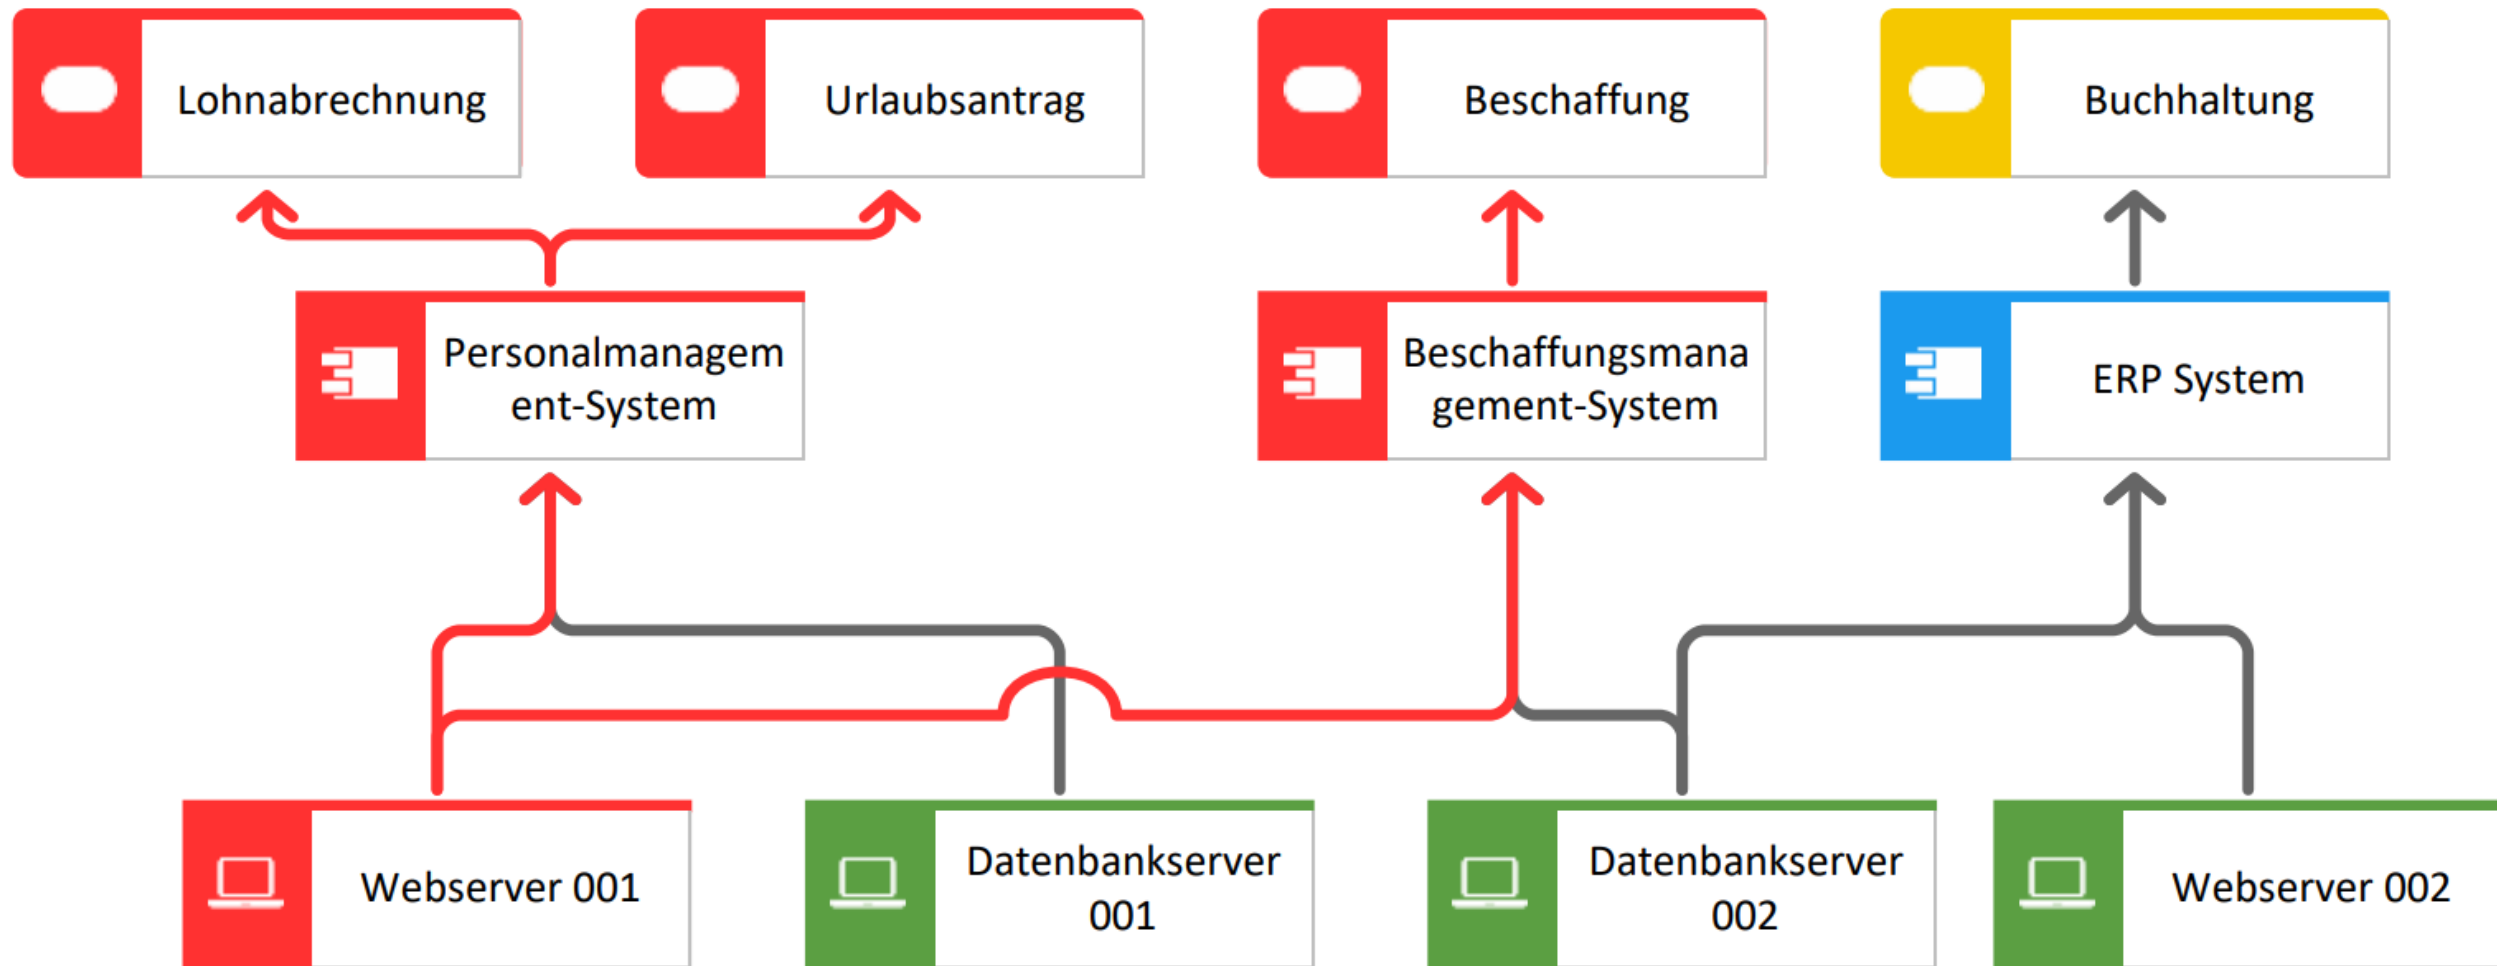 Lohnabrechnung
Urlaubsantrag
Beschaffung
Buchhaltung
Personalmanagem
ent-System
Beschaffungsmana
gement-System
ERP System
Webserver 001
Datenbankserver
001
Datenbankserver
002
Webserver 002